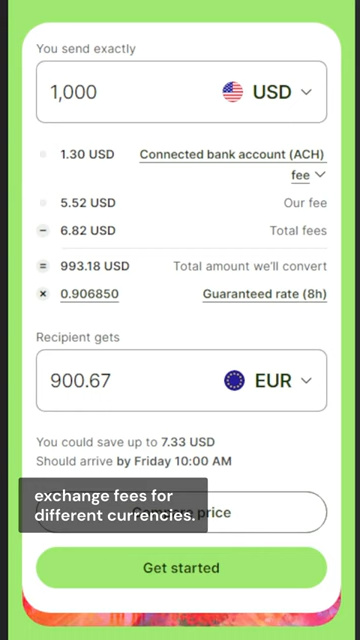 You send exactly
1,000 USD
1.30 USD Connected bank account (ACH)
fee
5.52 USD Our fee
− 6.82 USD Total fees
= 993.18 USD Total amount we'll convert
× 0.906850 Guaranteed rate (8h)
Recipient gets
900.67 EUR
You could save up to 7.33 USD
Should arrive by Friday 10:00 AM
exchange fees for
different currencies.
price
Get started